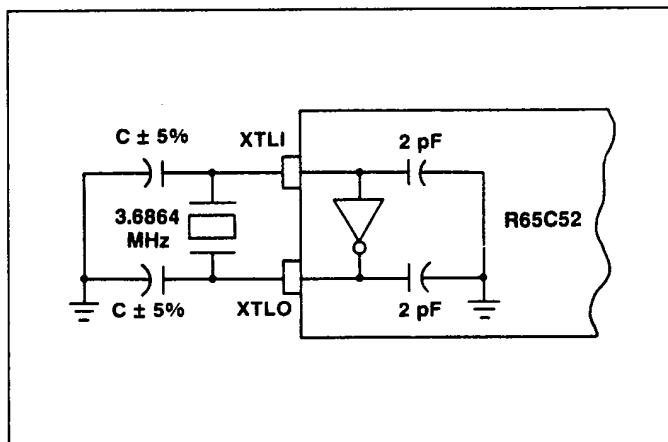 C ± 5%
XTLI
2 pF
3.6864
MHz
R65C52
C ± 5%
XTLO
2 pF